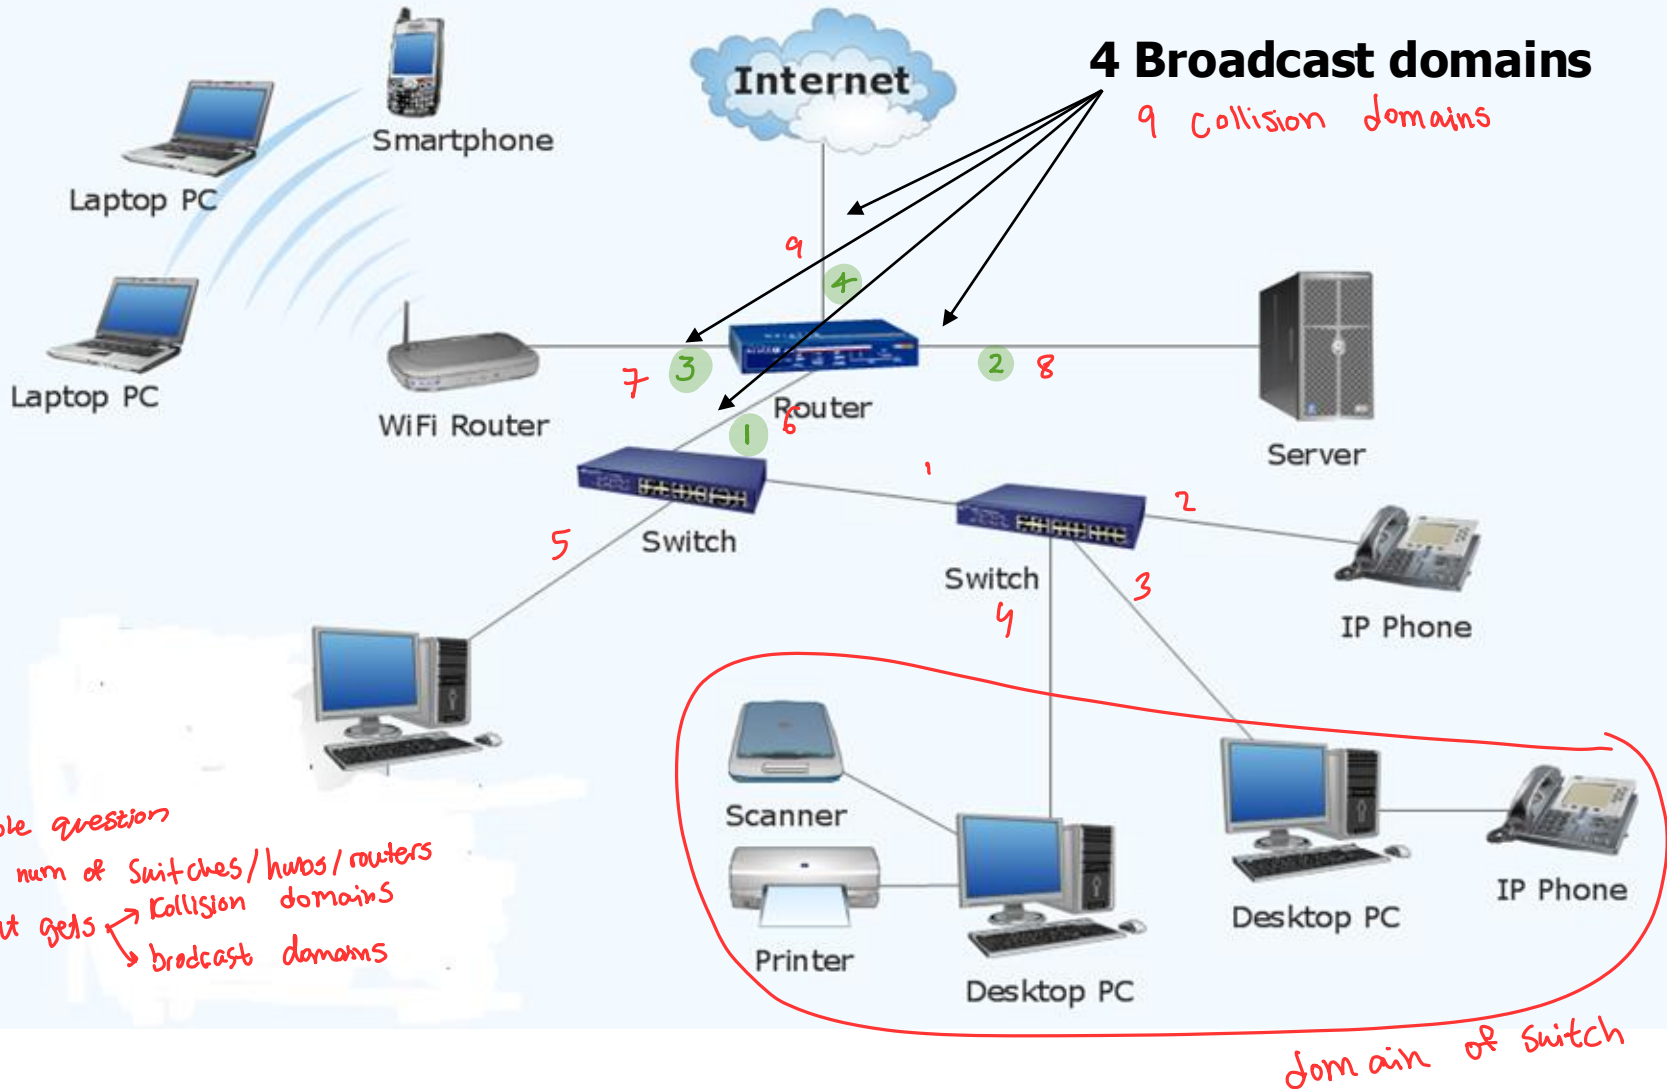 Internet
4 Broadcast domains
9 collision domains
Smartphone
Laptop PC
9
4
Laptop PC
WiFi Router
7
3
Router
2
8
Server
1
6
Switch
1
2
5
Switch
3
4
IP Phone
Scanner
Printer
Desktop PC
Desktop PC
IP Phone
question
num of Switches/hubs/routers
gets → Collision domains
→ brodcast domains
domain of switch